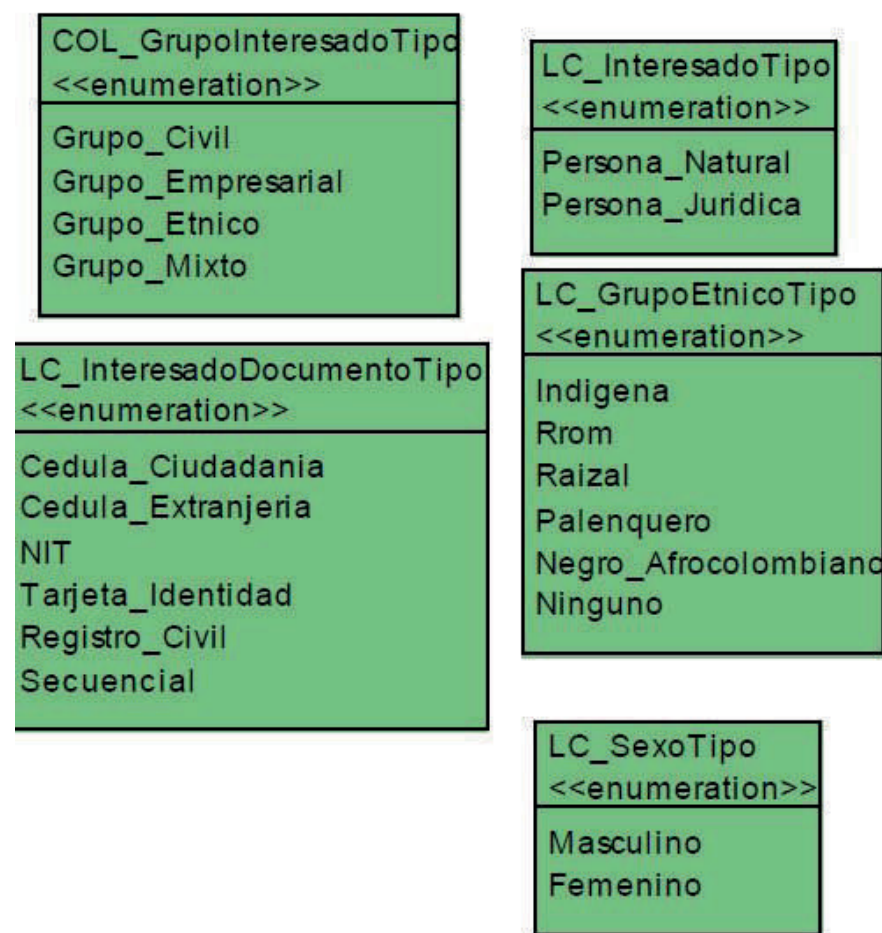 COL_GrupoInteresadoTipo
<<enumeration>>
Grupo_Civil
Grupo_Empresarial
Grupo_Etnico
Grupo_Mixto
LC_InteresadoTipo
<<enumeration>>
Persona_Natural
Persona_Juridica
LC_InteresadoDocumentoTipo
<<enumeration>>
Cedula_Ciudadania
Cedula_Extranjeria
NIT
Tarjeta_Identidad
Registro_Civil
Secuencial
LC_GrupoEtnicoTipo
<<enumeration>>
Indigena
Rrom
Raizal
Palenquero
Negro_Afrocolombiano
Ninguno
LC_SexoTipo
<<enumeration>>
Masculino
Femenino